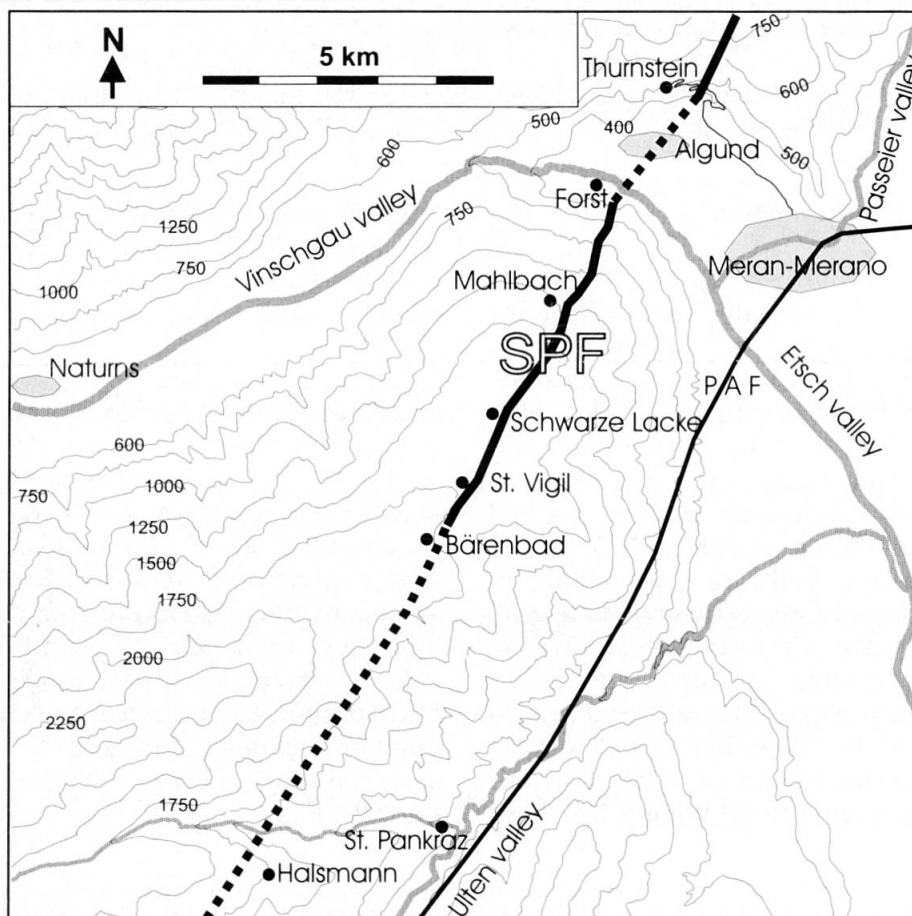 N
5 km
750
Thurnstein
600
Passeier valley
500
400
600
Algund
500
Forst
Vinschgau valley
750
1250
750
Meran-Merano
Mahlbach
1000
SPF
Naturns
PAF
Etsch valley
Schwarze Lacke
600
St. Vigil
1000
750
1250
Bärenbad
1500
1750
2000
2250
1750
St. Pankraz
Halsmann
Ulten valley